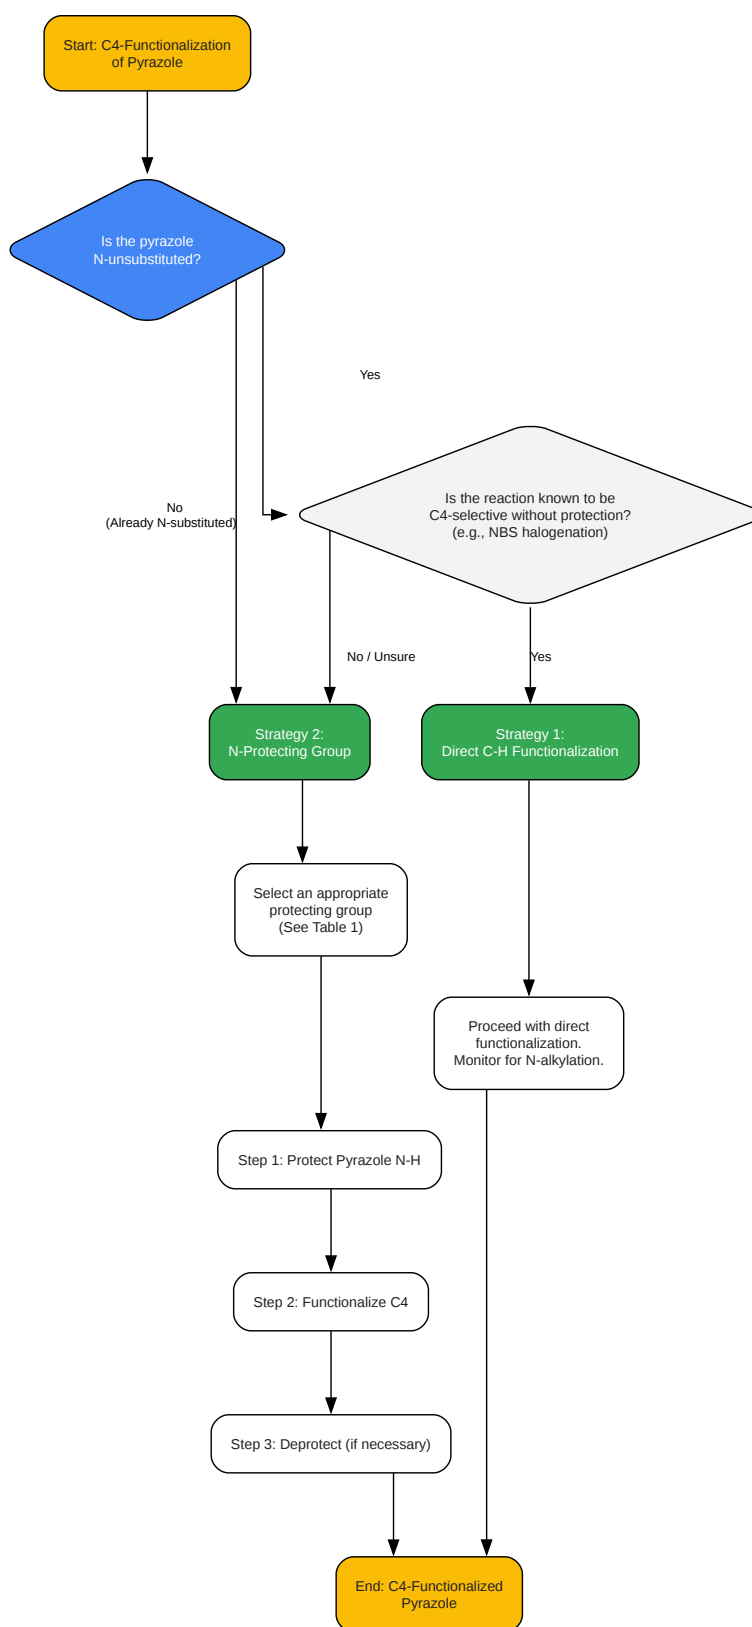 Start: C4-Functionalization
of Pyrazole
Is the pyrazole
N-unsubstituted?
Yes
Is the reaction known to be
C4-selective without protection?
(e.g., NBS halogenation)
No
(Already N-substituted)
No / Unsure
Yes
Strategy 2:
N-Protecting Group
Strategy 1:
Direct C-H Functionalization
Select an appropriate
protecting group
(See Table 1)
Proceed with direct
functionalization.
Monitor for N-alkylation.
Step 1: Protect Pyrazole N-H
Step 2: Functionalize C4
Step 3: Deprotect (if necessary)
End: C4-Functionalized
Pyrazole